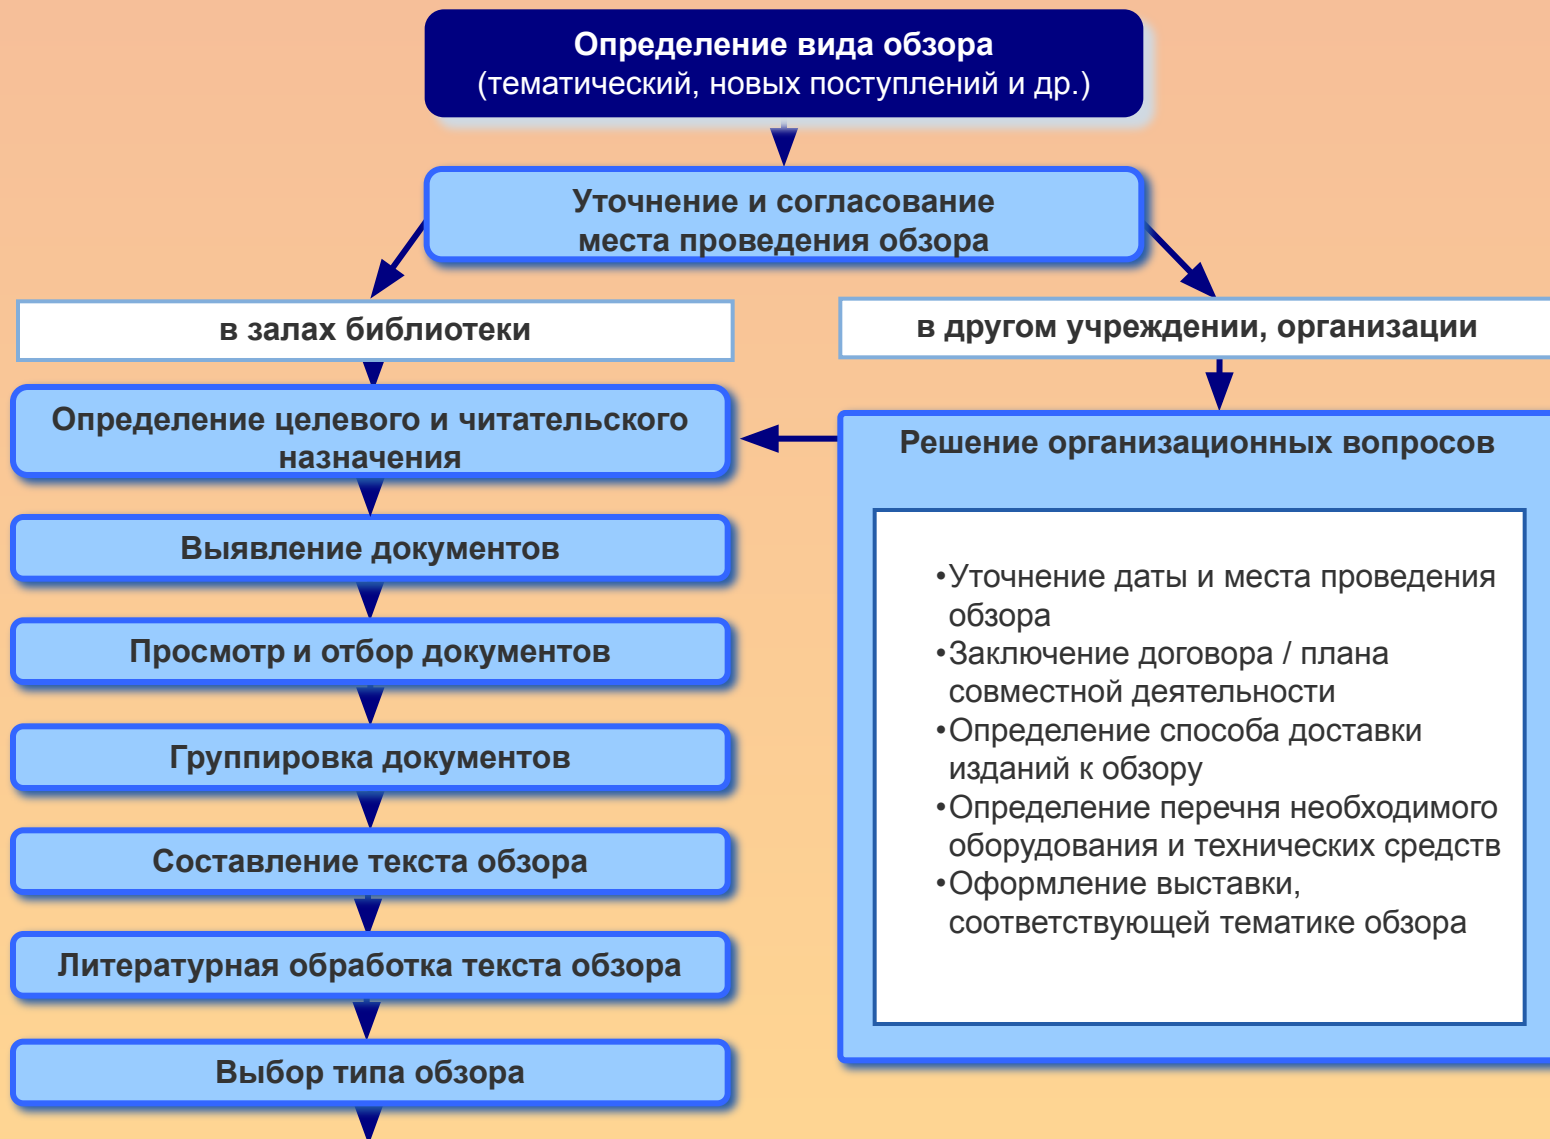 Определение вида обзора
(тематический, новых поступлений и др.)
Уточнение и согласование
места проведения обзора
в залах библиотеки
в другом учреждении, организации
Определение целевого и читательского
назначения
Выявление документов
Просмотр и отбор документов
Группировка документов
Составление текста обзора
Литературная обработка текста обзора
Выбор типа обзора
Решение организационных вопросов
•Уточнение даты и места проведения
обзора
•Заключение договора / плана
совместной деятельности
•Определение способа доставки
изданий к обзору
•Определение перечня необходимого
оборудования и технических средств
•Оформление выставки,
соответствующей тематике обзора